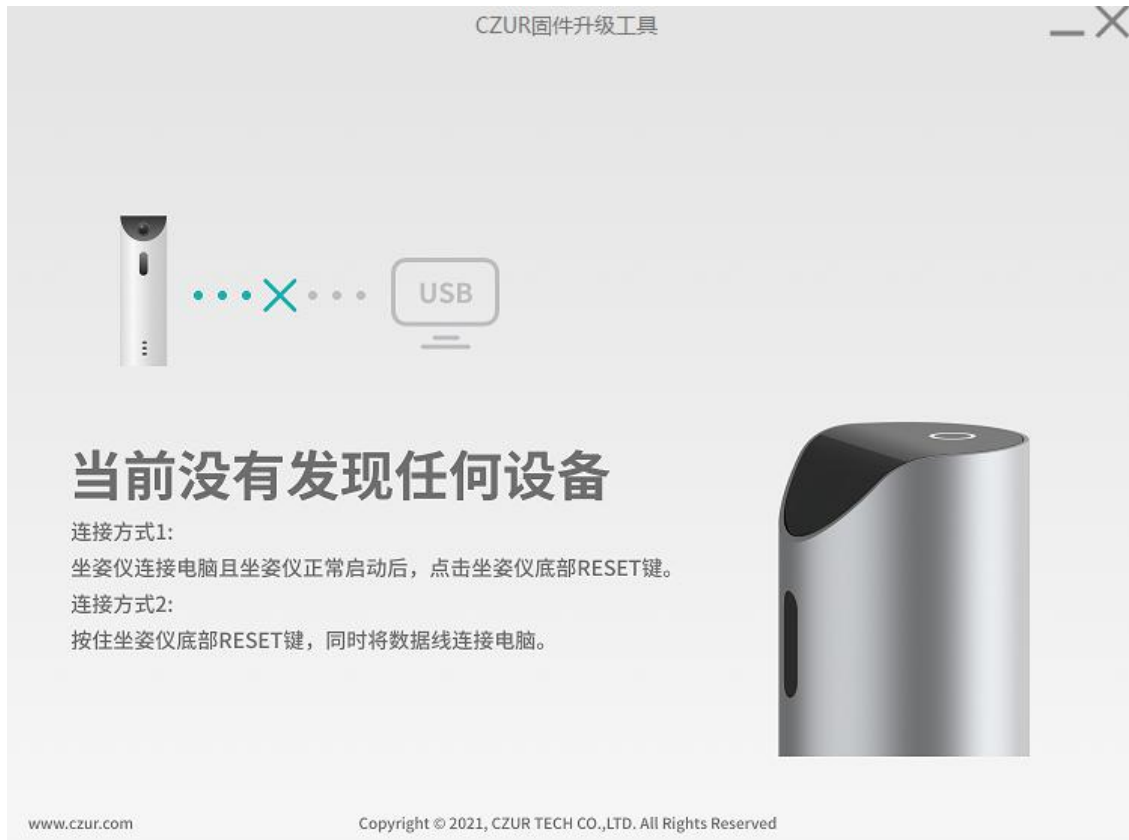 CZUR固件升级工具
USB
当前没有发现任何设备
连接方式1:
坐姿仪连接电脑且坐姿仪正常启动后，点击坐姿仪底部RESET键。
连接方式2:
按住坐姿仪底部RESET键，同时将数据线连接电脑。
www.czur.com
Copyright © 2021, CZUR TECH CO.,LTD. All Rights Reserved